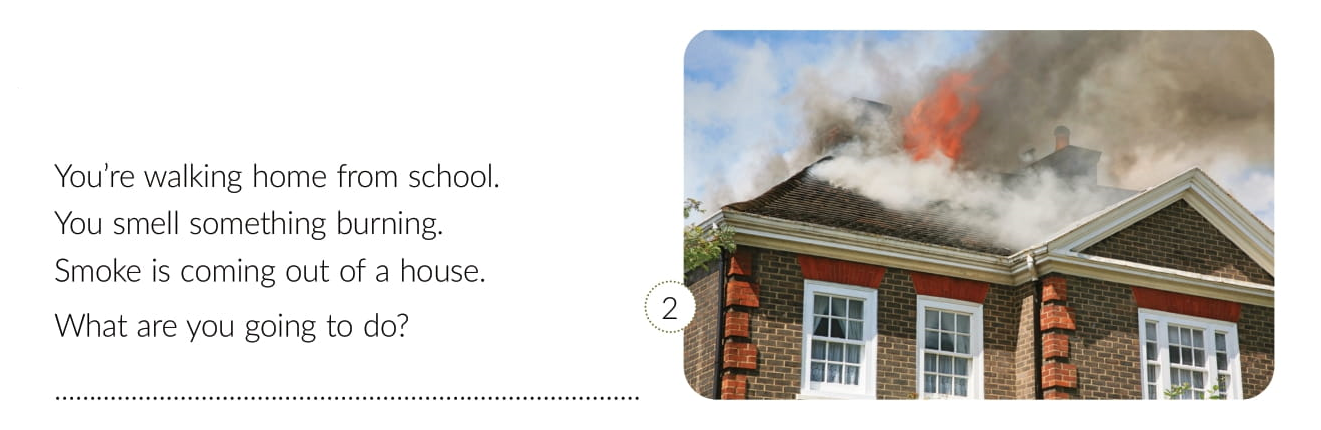 You're walking home from school.
You smell something burning.
Smoke is coming out of a house.
What are you going to do?
................................................................................
2